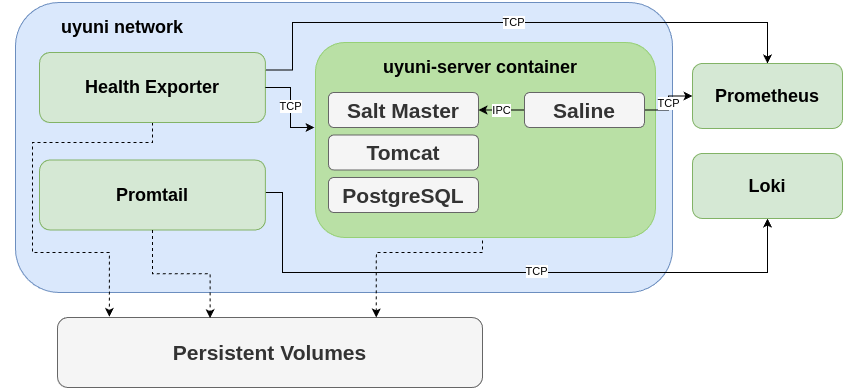 uyuni network
TCP
Health Exporter
uyuni-server container
TCP
Salt Master
IPC
Saline
TCP
Prometheus
Tomcat
Promtail
PostgreSQL
Loki
TCP
Persistent Volumes